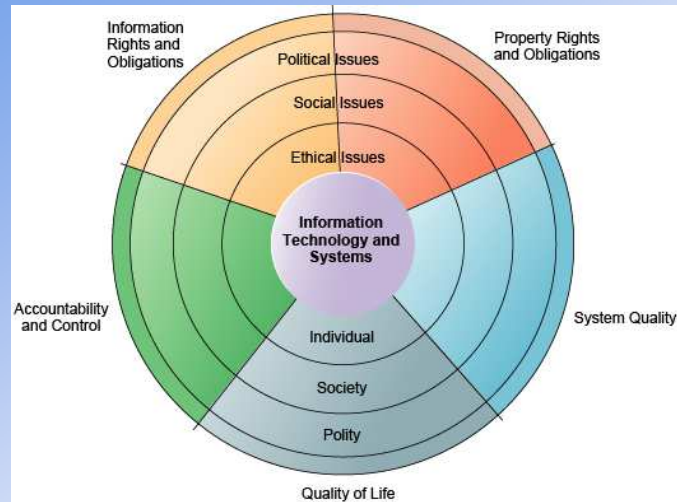 Information
Rights and
Obligations
Property Rights
and Obligations
Political Issues
Social Issues
Ethical Issues
Information
Technology and
Systems
Accountability
and Control
System Quality
Individual
Society
Polity
Quality of Life